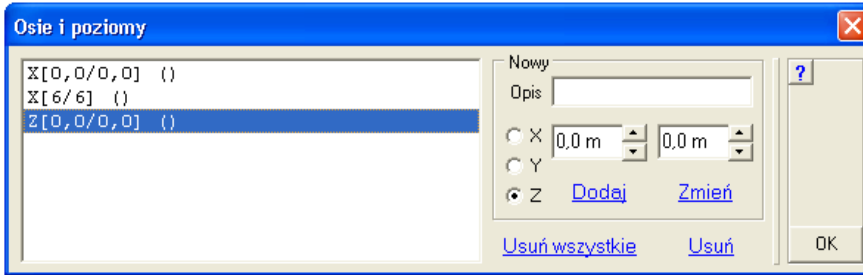 Osie i poziomy
X[0,0/0,0] ()
X[6/6] ()
Z[0,0/0,0] ()
Nowy
Opis
X 0,0 m 0,0 m
Y
Z Dodaj Zmień
Usuń wszystkie Usuń
?
OK